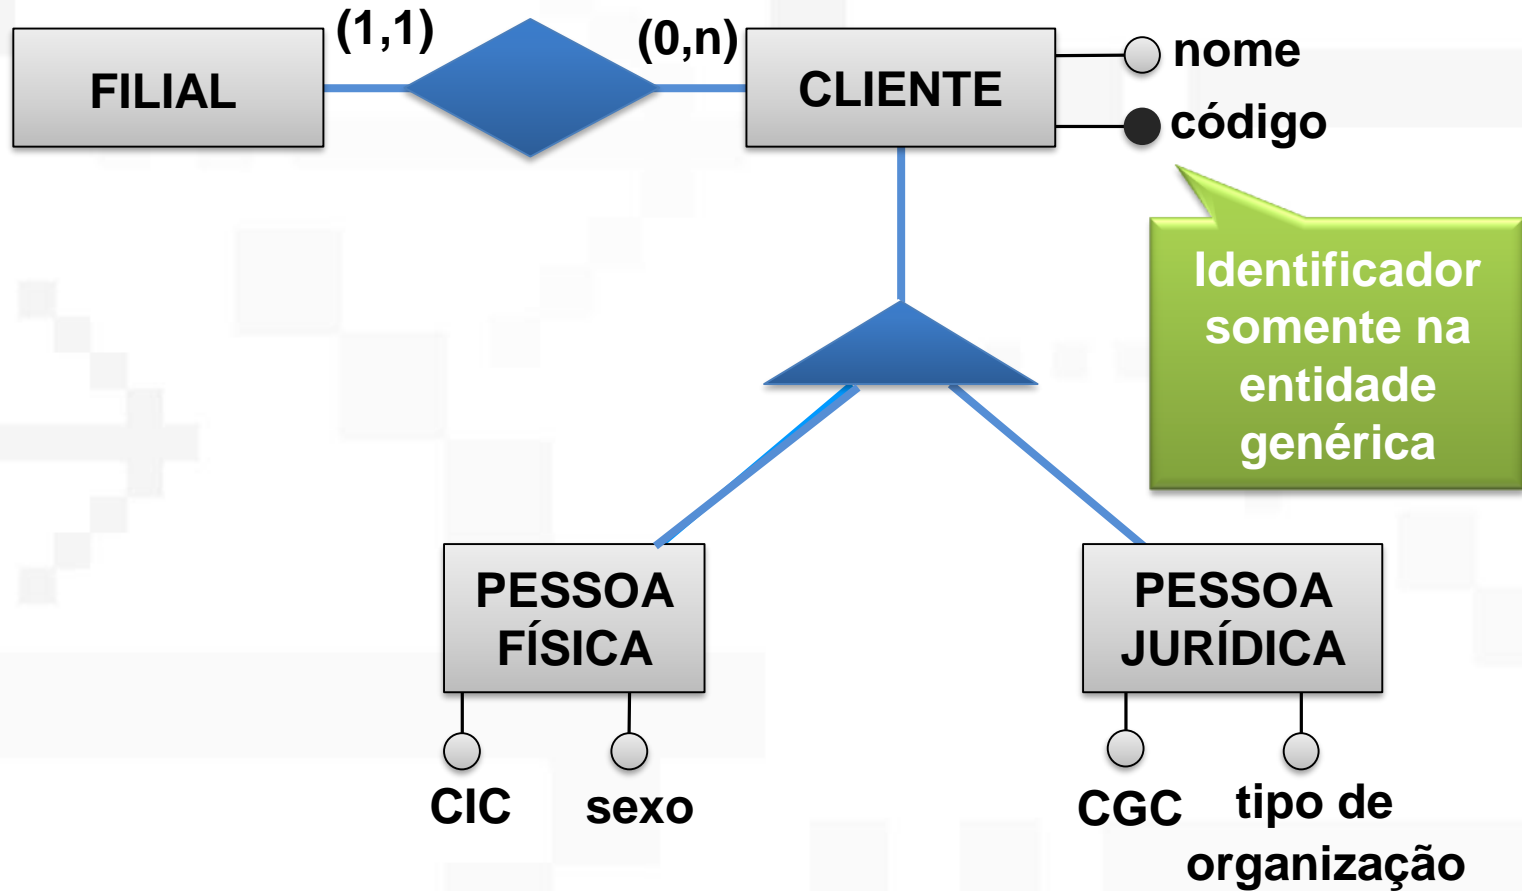 FILIAL
(1,1)
(0,n)
CLIENTE
nome
código
Identificador
somente na
entidade
genérica
PESSOA
FÍSICA
CIC
sexo
PESSOA
JURÍDICA
CGC
tipo de
organização